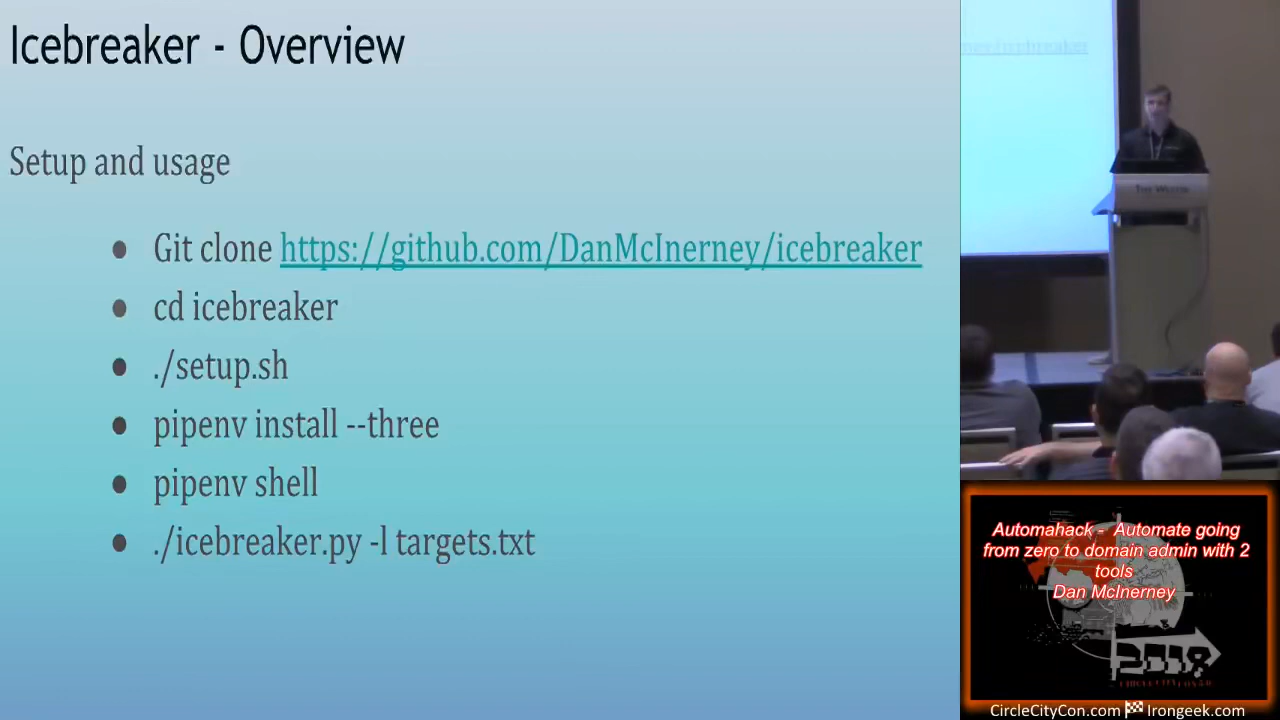 Icebreaker - Overview
Setup and usage
● Git clone https://github.com/DanMcInerney/icebreaker
● cd icebreaker
● ./setup.sh
● pipenv install --three
● pipenv shell
● ./icebreaker.py -l targets.txt
Automahack - Automate going
from zero to domain admin with 2
tools
Dan McInerney
2018
CircleCityCon.com Irongeek.com